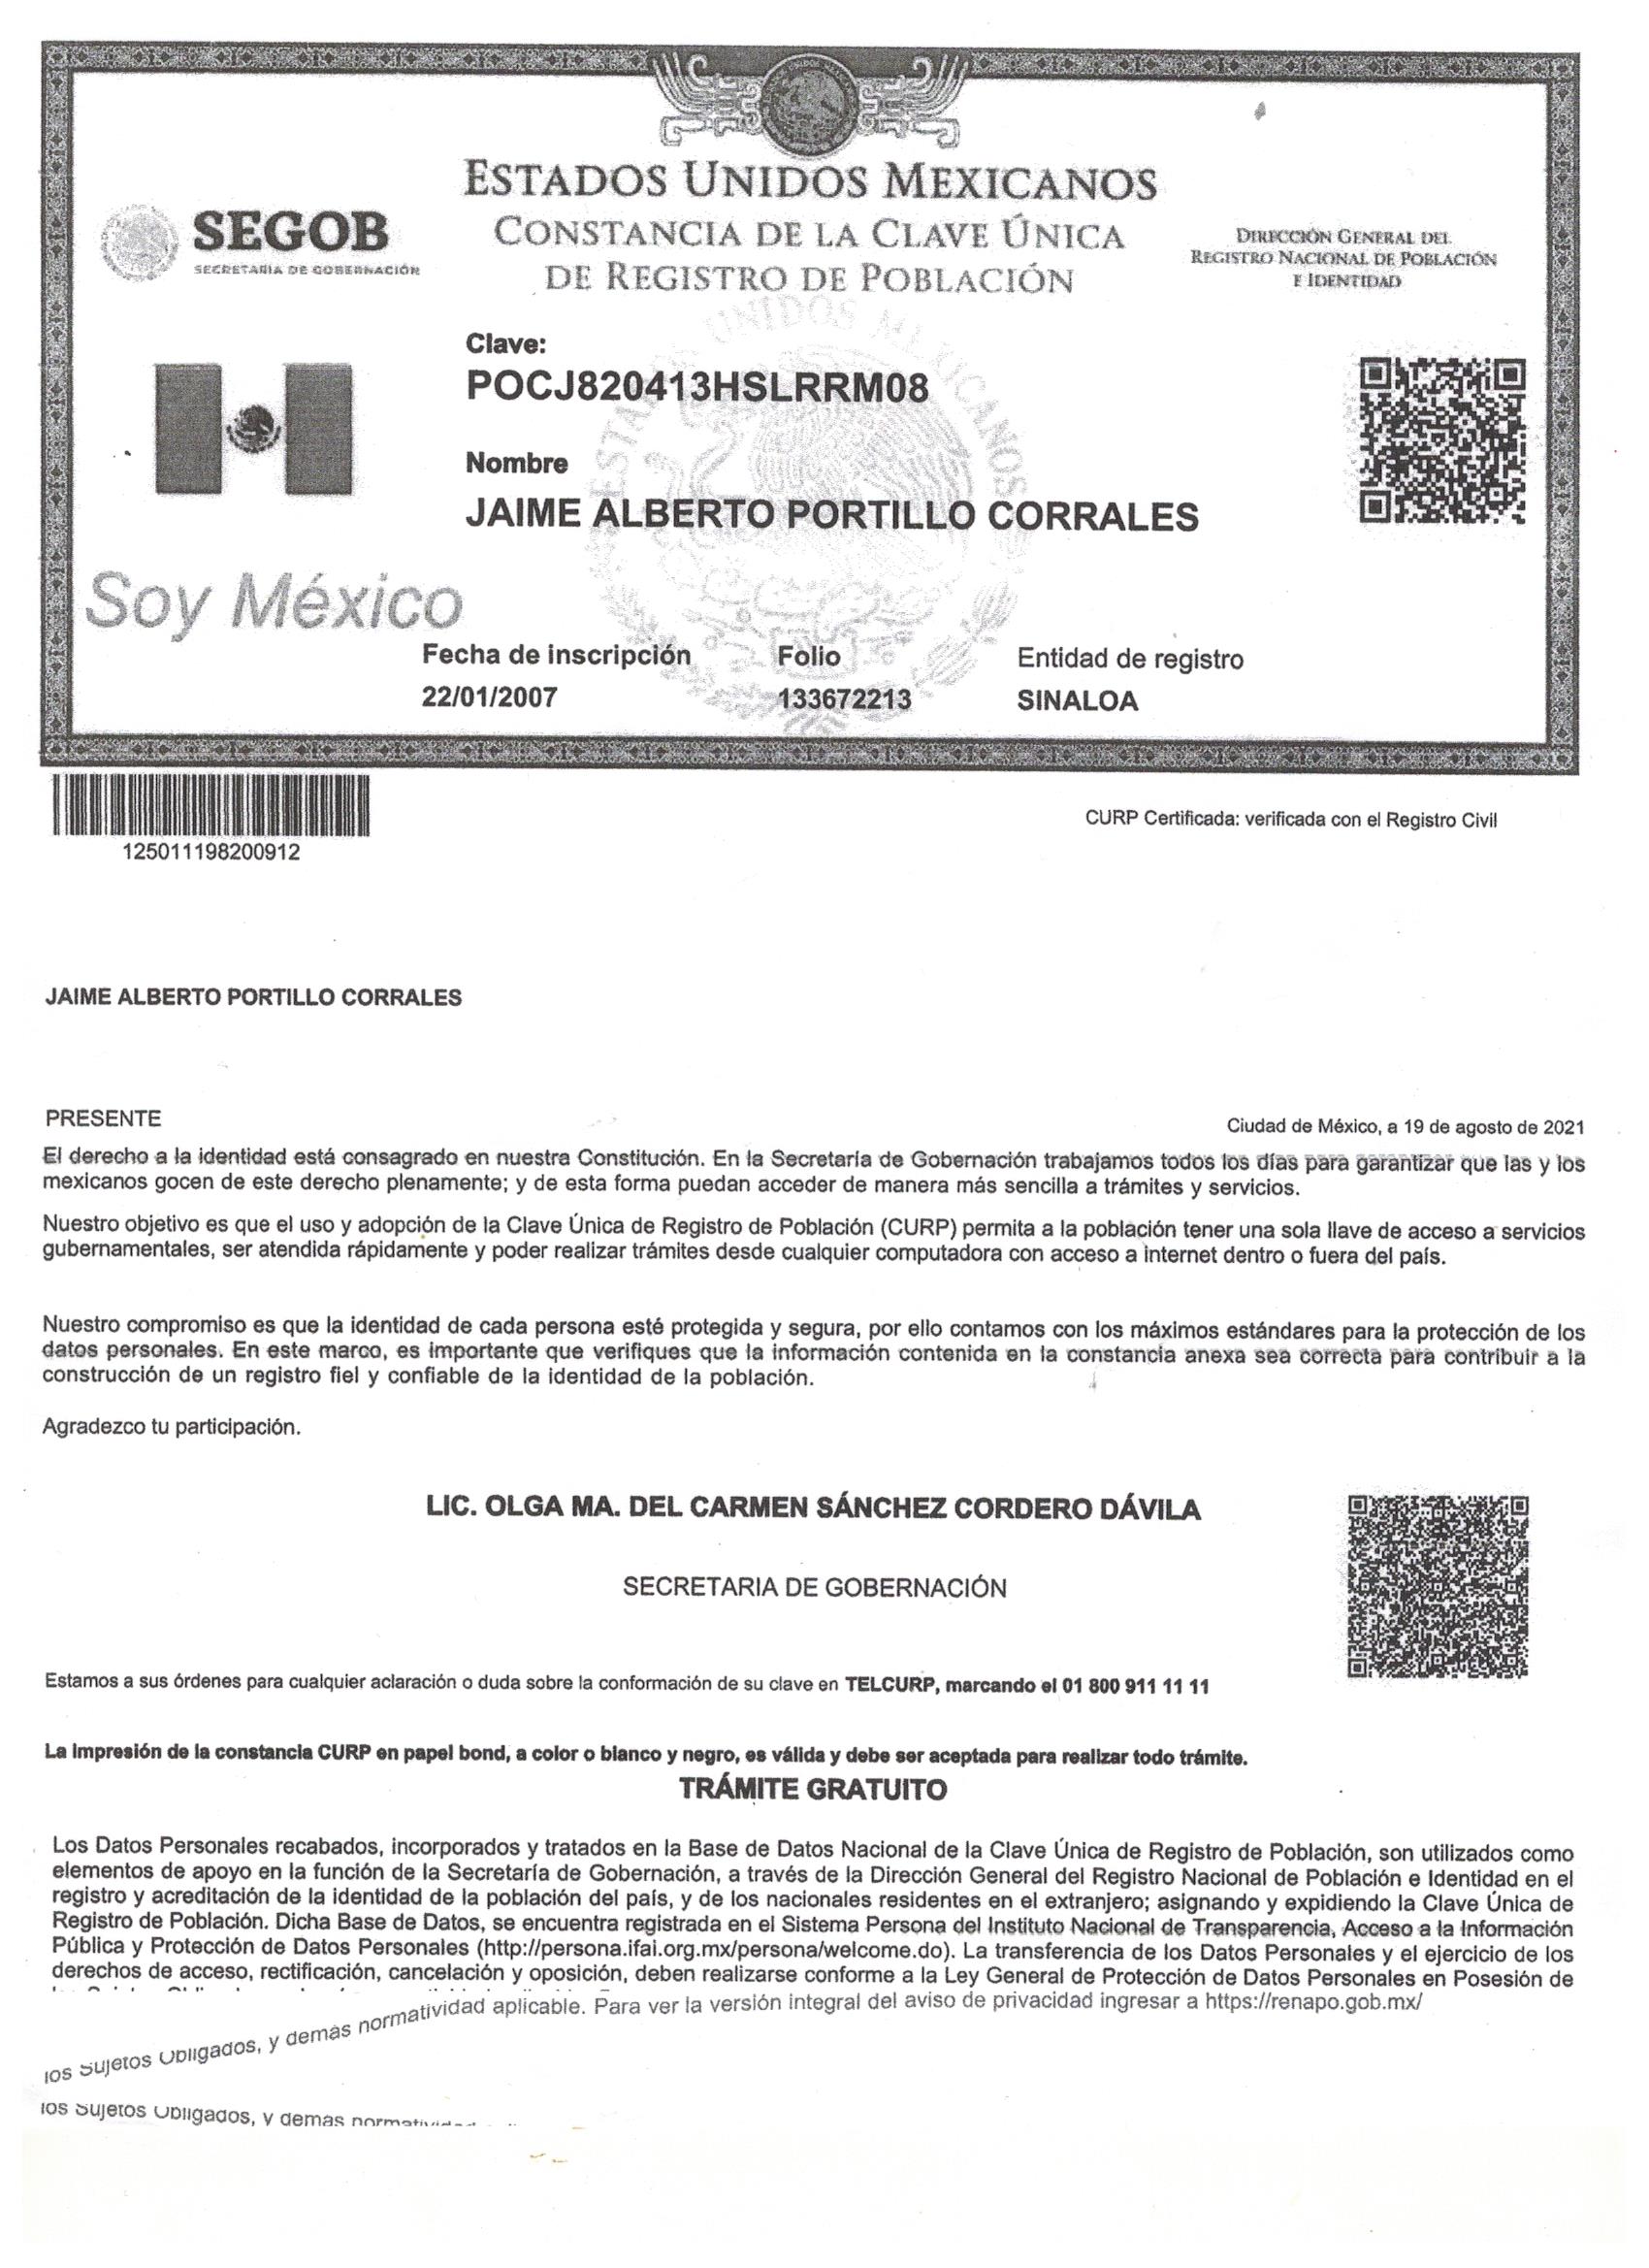 ESTADOS UNIDOS MEXICANOS
CONSTANCIA DE LA CLAVE ÚNICA
DE REGISTRO DE POBLACIÓN
SEGOB
SECRETARÍA DE GOBERNACIÓN
DIRECCIÓN GENERAL DEL
REGISTRO NACIONAL DE POBLACIÓN
E IDENTIDAD
Clave:
POCJ820413HSLRRM08
Nombre
JAIME ALBERTO PORTILLO CORRALES
Soy México
Fecha de inscripción Folio Entidad de registro
22/01/2007 133672213 SINALOA
ESTADOS UNIDOS MEXICANOS
125011198200912
CURP Certificada: verificada con el Registro Civil
JAIME ALBERTO PORTILLO CORRALES
PRESENTE
Ciudad de México, a 19 de agosto de 2021
El derecho a la identidad está consagrado en nuestra Constitución. En la Secretaría de Gobernación trabajamos todos los días para garantizar que las y los
mexicanos gocen de este derecho plenamente; y de esta forma puedan acceder de manera más sencilla a trámites y servicios.
Nuestro objetivo es que el uso y adopción de la Clave Única de Registro de Población (CURP) permita a la población tener una sola llave de acceso a servicios
gubernamentales, ser atendida rápidamente y poder realizar trámites desde cualquier computadora con acceso a internet dentro o fuera del país.
Nuestro compromiso es que la identidad de cada persona esté protegida y segura, por ello contamos con los máximos estándares para la protección de los
datos personales. En este marco, es importante que verifiques que la información contenida en la constancia anexa sea correcta para contribuir a la
construcción de un registro fiel y confiable de la identidad de la población.
Agradezco tu participación.
LIC. OLGA MA. DEL CARMEN SÁNCHEZ CORDERO DÁVILA
SECRETARIA DE GOBERNACIÓN
Estamos a sus órdenes para cualquier aclaración o duda sobre la conformación de su clave en TELCURP, marcando el 01 800 911 11 11
La impresión de la constancia CURP en papel bond, a color o blanco y negro, es válida y debe ser aceptada para realizar todo trámite.
TRÁMITE GRATUITO
Los Datos Personales recabados, incorporados y tratados en la Base de Datos Nacional de la Clave Única de Registro de Población, son utilizados como
elementos de apoyo en la función de la Secretaría de Gobernación, a través de la Dirección General del Registro Nacional de Población e Identidad en el
registro y acreditación de la identidad de la población del país, y de los nacionales residentes en el extranjero; asignando y expidiendo la Clave Única de
Registro de Población. Dicha Base de Datos, se encuentra registrada en el Sistema Persona del Instituto Nacional de Transparencia, Acceso a la Información
Pública y Protección de Datos Personales (http://persona.ifai.org.mx/persona/welcome.do). La transferencia de los Datos Personales y el ejercicio de los
derechos de acceso, rectificación, cancelación y oposición, deben realizarse conforme a la Ley General de Protección de Datos Personales en Posesión de
los Sujetos Obligados, y demás normatividad aplicable. Para ver la versión integral del aviso de privacidad ingresar a https://renapo.gob.mx/
los Sujetos Obligados, y demás